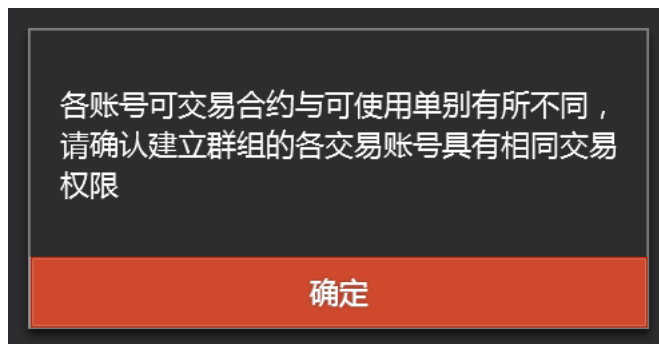 各账号可交易合约与可使用单别有所不同，
请确认建立群组的各交易账号具有相同交易
权限
确定